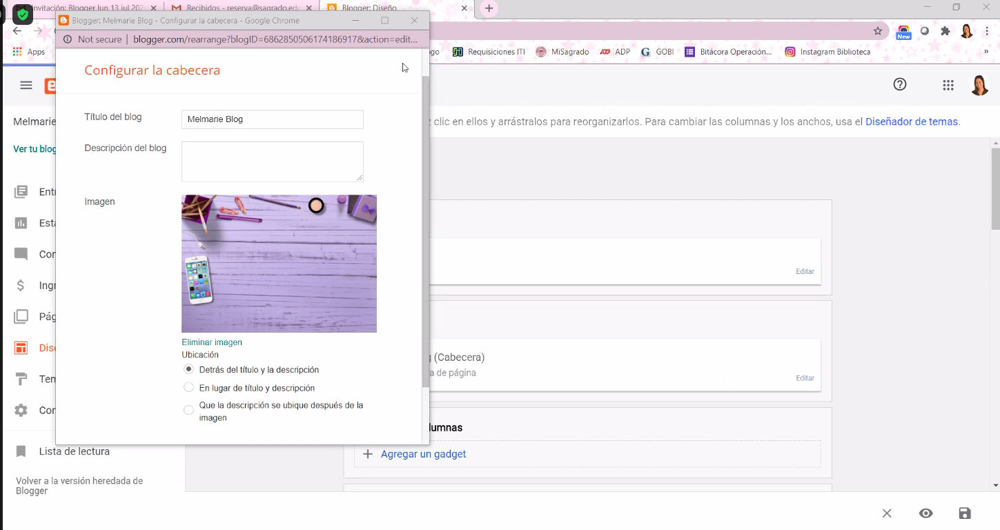 Invitación: Blogger lun 13 jul 202
Recibidos - reserva@sagrado.ed
Blogger: Diseño
Blogger: Melmarie Blog - Configurar la cabecera - Google Chrome
Not secure | blogger.com/rearrange?blogID=6862850506174186917&action=edit...
New
Apps
go
Requisiciones ITI
MiSagrado
ADP
GOBI
Bitácora Operación...
Instagram Biblioteca
»
Configurar la cabecera
Título del blog
Melmarie Blog
Descripción del blog
Imagen
Eliminar imagen
Ubicación
Detrás del título y la descripción
En lugar de título y descripción
Que la descripción se ubique después de la
imagen
Melmarie
Ver tu blog
clic en ellos y arrástralos para reorganizarlos. Para cambiar las columnas y los anchos, usa el Diseñador de temas.
Entr
Esta
Con
Ingr
Pág
Dise
Tem
Con
Lista de lectura
Volver a la versión heredada de
Blogger
Editar
g (Cabecera)
a de página
Editar
lumnas
Agregar un gadget